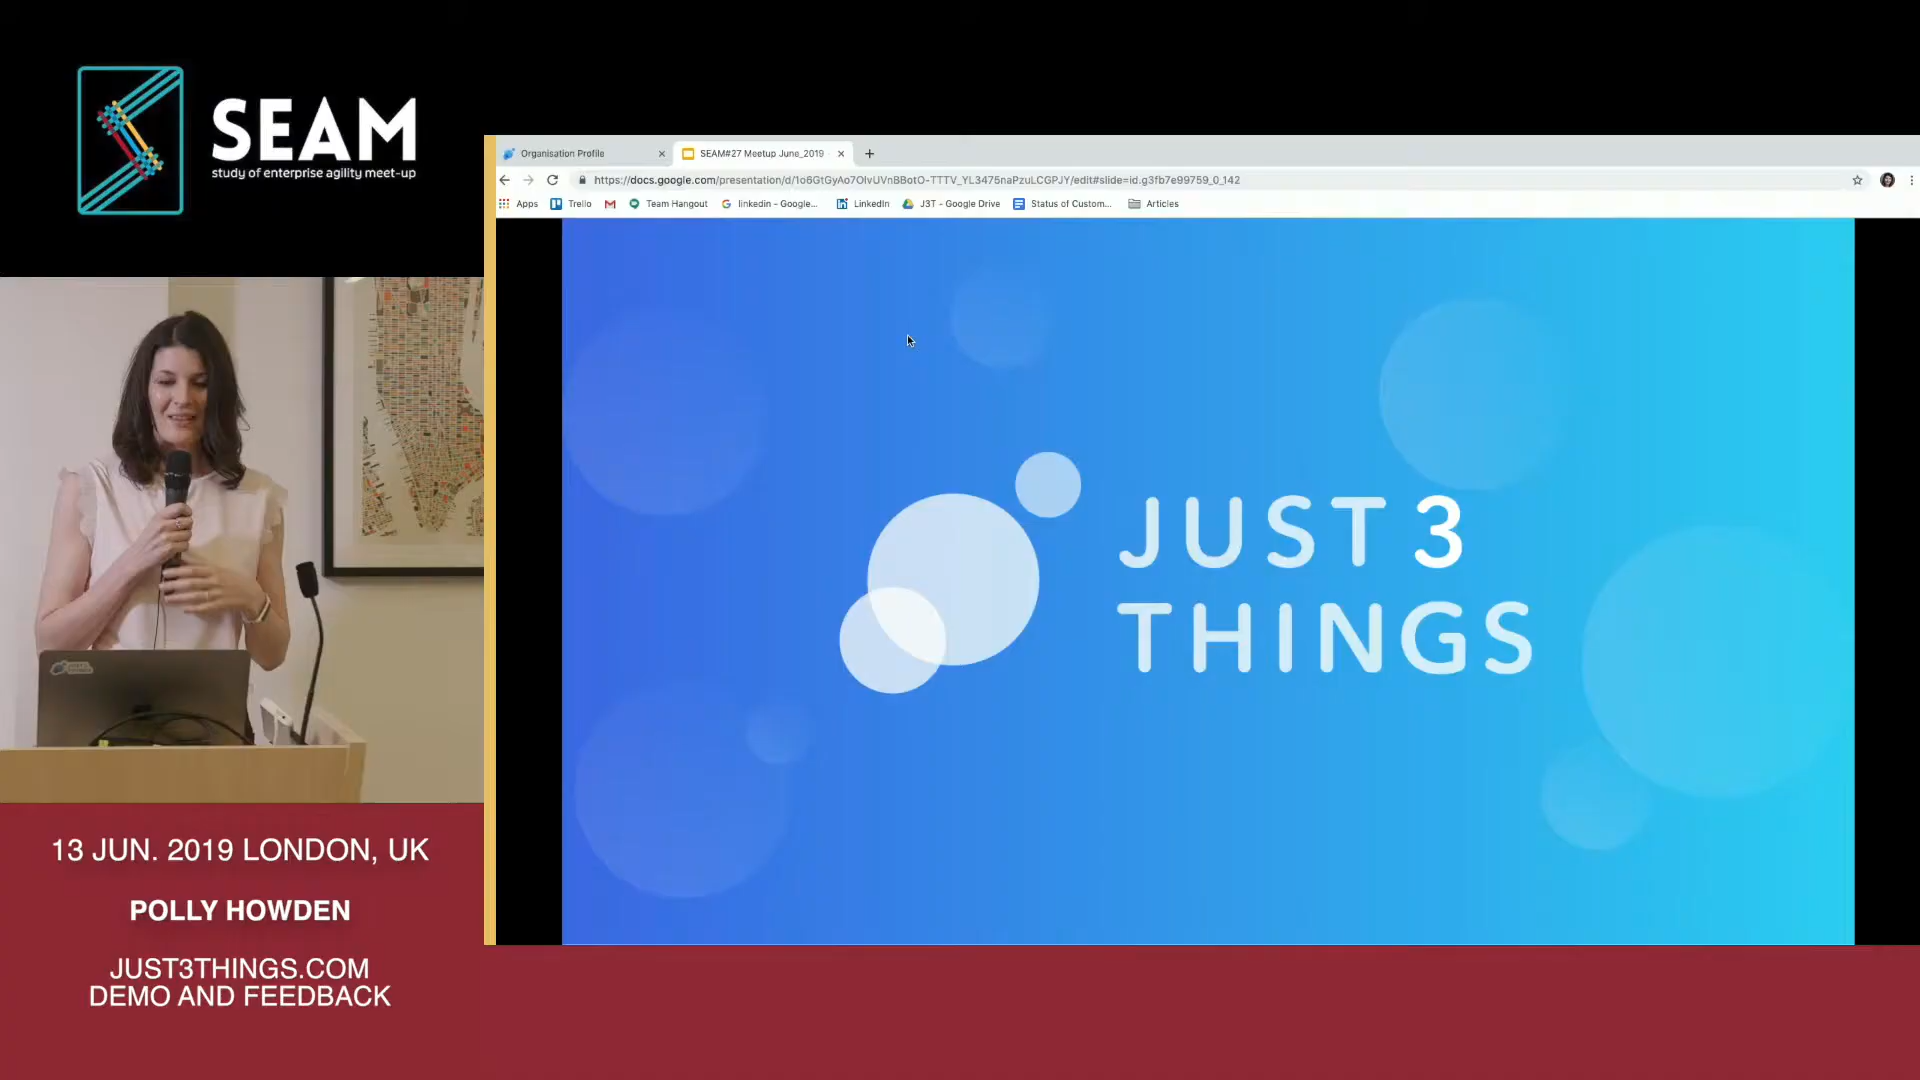 SEAM
study of enterprise agility meet-up
Organisation Profile
SEAM#27 Meetup June_2019
https://docs.google.com/presentation/d/1o6GtGyAo7OIvUVnBBotO-TTTV_YL3475naPzuLCGPJY/edit#slide=id.g3fb7e99759_0_142
Apps Trello Team Hangout linkedin - Google... LinkedIn J3T - Google Drive Status of Custom... Articles
JUST 3
THINGS
13 JUN. 2019 LONDON, UK
POLLY HOWDEN
JUST3THINGS.COM
DEMO AND FEEDBACK